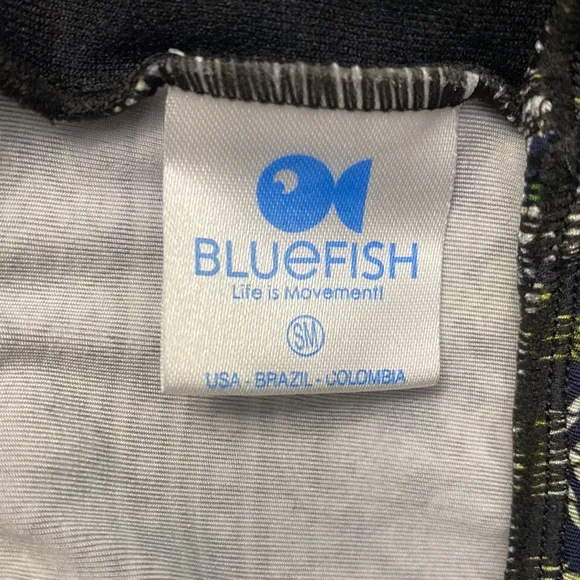 BLUeFISH
Life is Movement!
SM
USA - BRAZIL - COLOMBIA